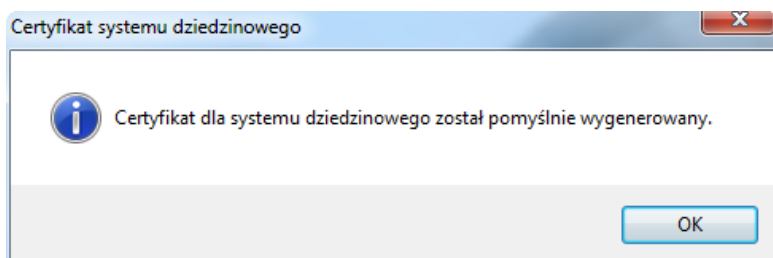 Certyfikat systemu dziedzinowego
Certyfikat dla systemu dziedzinowego został pomyślnie wygenerowany.
OK